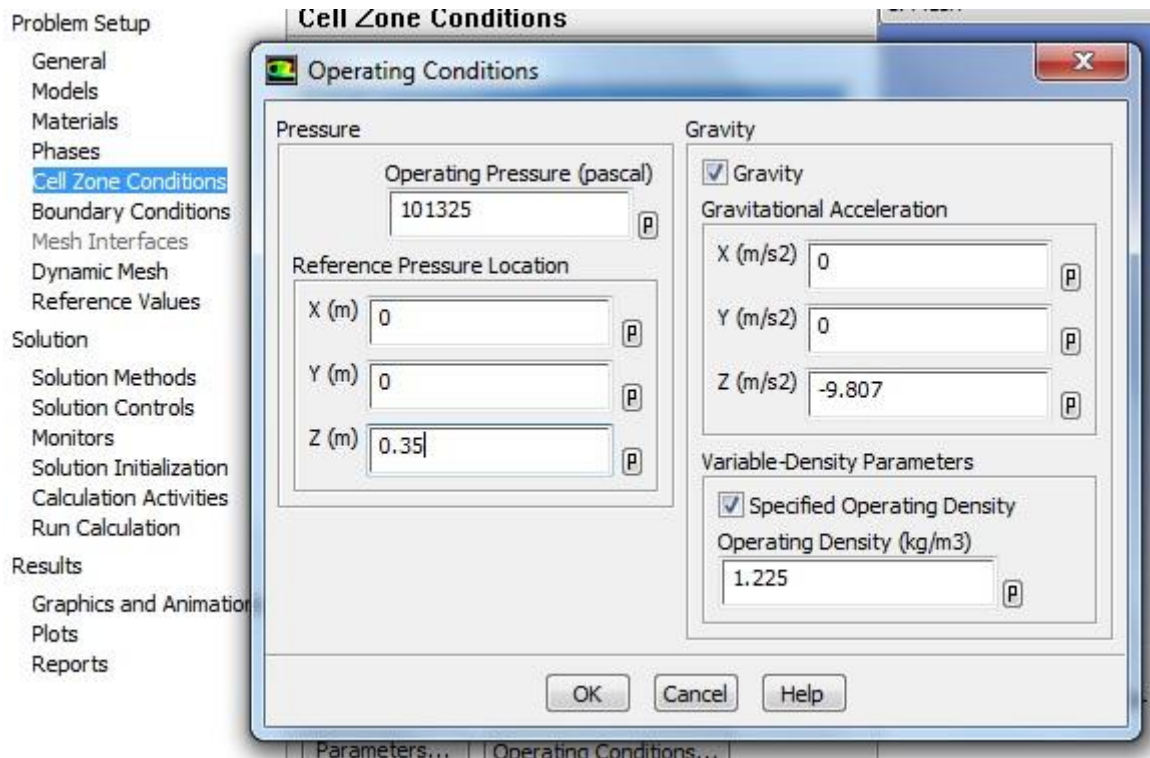 Problem Setup
General
Models
Materials
Phases
Cell Zone Conditions
Boundary Conditions
Mesh Interfaces
Dynamic Mesh
Reference Values
Solution
Solution Methods
Solution Controls
Monitors
Solution Initialization
Calculation Activities
Run Calculation
Results
Graphics and Animation
Plots
Reports
Cell Zone Conditions
Operating Conditions
X
Pressure
Operating Pressure (pascal)
101325
P
Reference Pressure Location
X (m) 0 P
Y (m) 0 P
Z (m) 0.35 P
Gravity
Gravity
Gravitational Acceleration
X (m/s2) 0 P
Y (m/s2) 0 P
Z (m/s2) -9.807 P
Variable-Density Parameters
Specified Operating Density
Operating Density (kg/m3)
1.225 P
OK Cancel Help
Parameters... Operating Conditions...